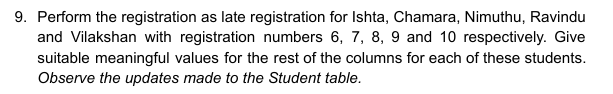 9. Perform the registration as late registration for Ishta, Chamara, Nimuthu, Ravindu
and Vilakshan with registration numbers 6, 7, 8, 9 and 10 respectively. Give
suitable meaningful values for the rest of the columns for each of these students.
Observe the updates made to the Student table.